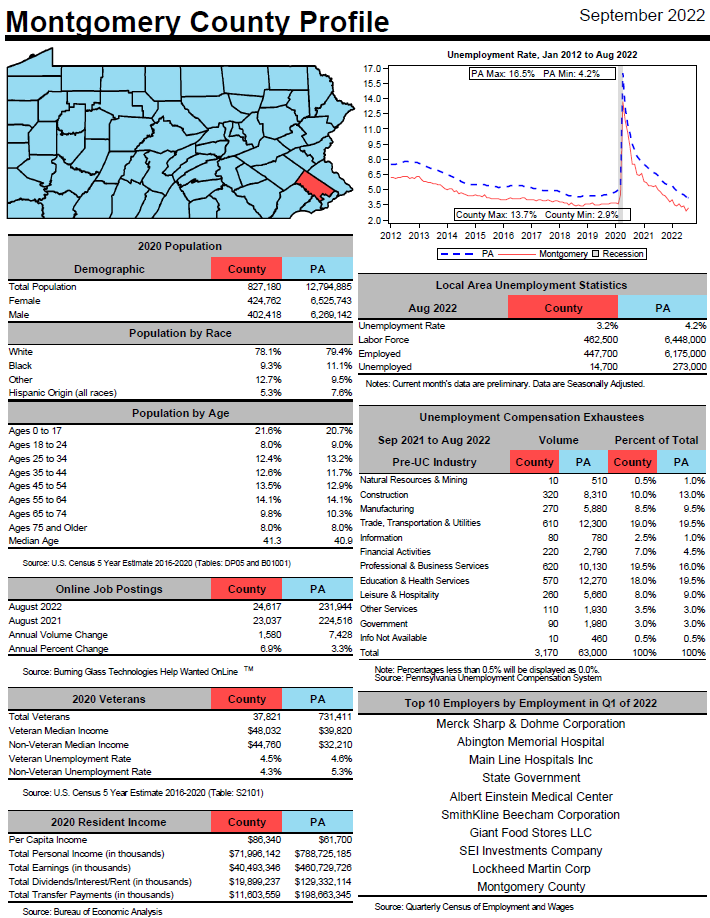 Montgomery County Profile
September 2022
Unemployment Rate, Jan 2012 to Aug 2022
PA Max: 16.5% PA Min: 4.2%
17.0
15.5
14.0
12.5
11.0
9.5
8.0
6.5
5.0
3.5
2.0
County Max: 13.7% County Min: 2.9%
2012 2013 2014 2015 2016 2017 2018 2019 2020 2021 2022
PA Montgomery Recession
2020 Population
Demographic County PA
Total Population 827,180 12,794,885
Female 424,762 6,525,743
Male 402,418 6,269,142
Population by Race
White 78.1% 79.4%
Black 9.3% 11.1%
Other 12.7% 9.5%
Hispanic Origin (all races) 5.3% 7.6%
Population by Age
Ages 0 to 17 21.6% 20.7%
Ages 18 to 24 8.0% 9.0%
Ages 25 to 34 12.4% 13.2%
Ages 35 to 44 12.6% 11.7%
Ages 45 to 54 13.5% 12.9%
Ages 55 to 64 14.1% 14.1%
Ages 65 to 74 9.8% 10.3%
Ages 75 and Older 8.0% 8.0%
Median Age 41.3 40.9
Source: U.S. Census 5 Year Estimate 2016-2020 (Tables: DP05 and B01001)
Online Job Postings County PA
August 2022 24,617 231,944
August 2021 23,037 224,516
Annual Volume Change 1,580 7,428
Annual Percent Change 6.9% 3.3%
Source: Burning Glass Technologies Help Wanted OnLine TM
2020 Veterans County PA
Total Veterans 37,821 731,411
Veteran Median Income $48,032 $39,820
Non-Veteran Median Income $44,760 $32,210
Veteran Unemployment Rate 4.5% 4.6%
Non-Veteran Unemployment Rate 4.3% 5.3%
Source: U.S. Census 5 Year Estimate 2016-2020 (Table: S2101)
2020 Resident Income County PA
Per Capita Income $86,340 $61,700
Total Personal Income (in thousands) $71,996,142 $788,725,185
Total Earnings (in thousands) $40,493,346 $460,729,726
Total Dividends/Interest/Rent (in thousands) $19,899,237 $129,332,114
Total Transfer Payments (in thousands) $11,603,559 $198,663,345
Source: Bureau of Economic Analysis
Local Area Unemployment Statistics
Aug 2022 County PA
Unemployment Rate 3.2% 4.2%
Labor Force 462,500 6,448,000
Employed 447,700 6,175,000
Unemployed 14,700 273,000
Notes: Current month's data are preliminary. Data are Seasonally Adjusted.
Unemployment Compensation Exhaustees
Sep 2021 to Aug 2022 Volume Percent of Total
Pre-UC Industry County PA County PA
Natural Resources & Mining 10 510 0.5% 1.0%
Construction 320 8,310 10.0% 13.0%
Manufacturing 270 5,880 8.5% 9.5%
Trade, Transportation & Utilities 610 12,300 19.0% 19.5%
Information 80 780 2.5% 1.0%
Financial Activities 220 2,790 7.0% 4.5%
Professional & Business Services 620 10,130 19.5% 16.0%
Education & Health Services 570 12,270 18.0% 19.5%
Leisure & Hospitality 260 5,660 8.0% 9.0%
Other Services 110 1,930 3.5% 3.0%
Government 90 1,980 3.0% 3.0%
Info Not Available 10 460 0.5% 0.5%
Total 3,170 63,000 100% 100%
Note: Percentages less than 0.5% will be displayed as 0.0%.
Source: Pennsylvania Unemployment Compensation System
Top 10 Employers by Employment in Q1 of 2022
Merck Sharp & Dohme Corporation
Abington Memorial Hospital
Main Line Hospitals Inc
State Government
Albert Einstein Medical Center
SmithKline Beecham Corporation
Giant Food Stores LLC
SEI Investments Company
Lockheed Martin Corp
Montgomery County
Source: Quarterly Census of Employment and Wages